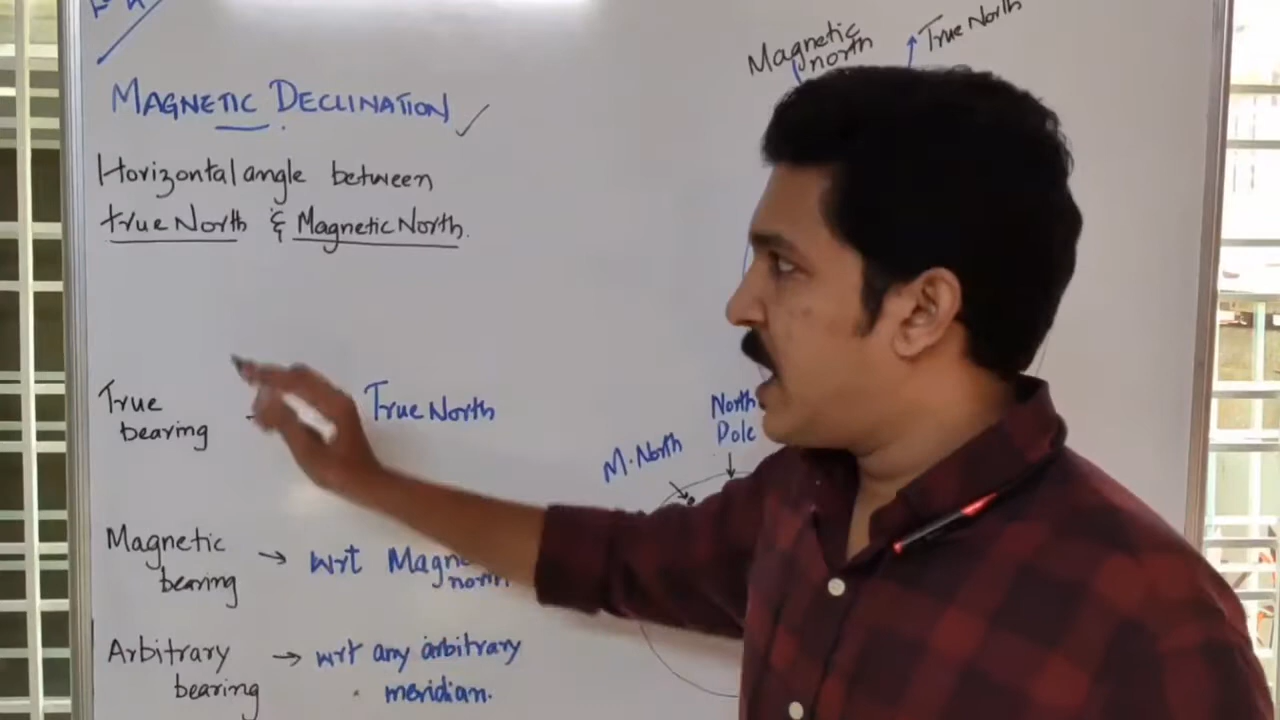 MAGNETIC DECLINATION ✓
Horizontal angle between
true North & Magnetic North.
True
bearing
True North
Magnetic
bearing
→ wrt
north
Arbitrary
bearing
→ wrt any arbitrary
meridian.
Magnetic
north
True North
M. North
North
Pole